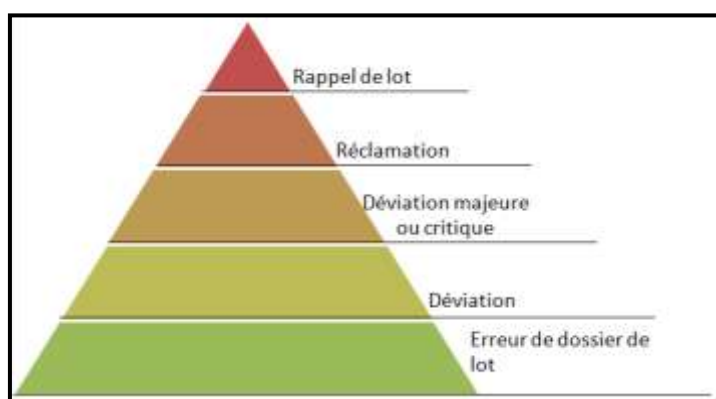 Rappel de lot
Réclamation
Déviation majeure
ou critique
Déviation
Erreur de dossier de
lot